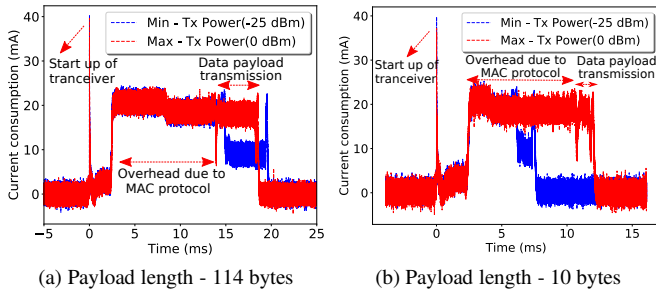 Min - Tx Power(-25 dBm)
Max - Tx Power(0 dBm)
Start up of
tranceiver
Data payload
transmission
Overhead due to
MAC protocol
Current consumption (mA)
40
30
20
10
0
−5 0 5 10 15 20 25
Time (ms)
(a) Payload length - 114 bytes
Min - Tx Power(-25 dBm)
Max - Tx Power(0 dBm)
Start up of
tranceiver
Overhead due to
MAC protocol
Data payload
transmission
Current consumption (mA)
40
30
20
10
0
0 5 10 15
Time (ms)
(b) Payload length - 10 bytes